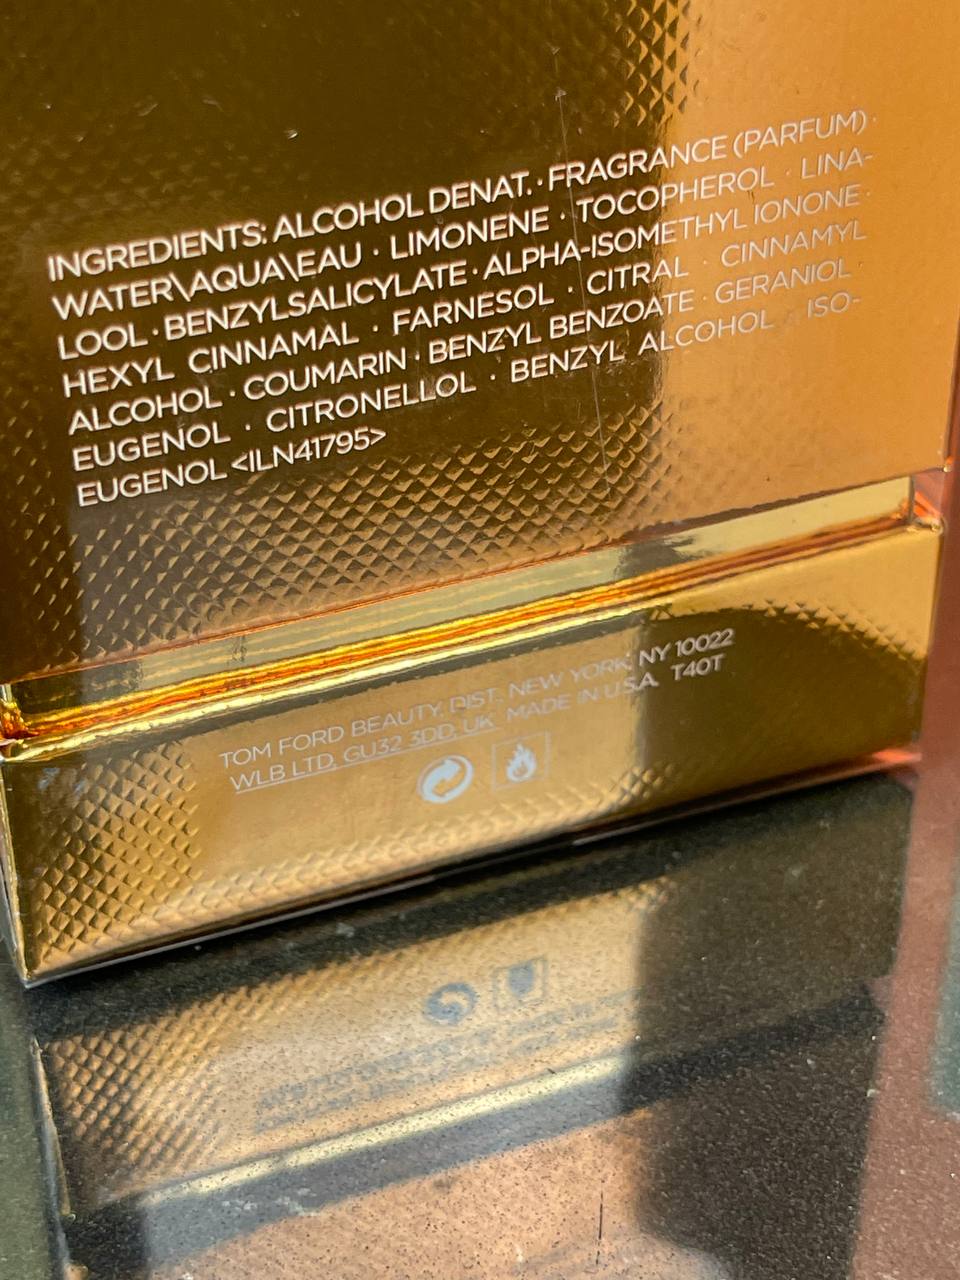 INGREDIENTS: ALCOHOL DENAT. · FRAGRANCE (PARFUM) ·
WATER\AQUA\EAU · LIMONENE · TOCOPHEROL · LINA-
LOOL · BENZYLSALICYLATE · ALPHA-ISOMETHYL IONONE ·
HEXYL CINNAMAL · FARNESOL · CITRAL · CINNAMYL
ALCOHOL · COUMARIN · BENZYL BENZOATE · GERANIOL ·
EUGENOL · CITRONELLOL · BENZYL ALCOHOL · ISO-
EUGENOL <ILN41795>
TOM FORD BEAUTY, DIST. NEW YORK, NY 10022
WLB LTD, GU32 3DD, UK MADE IN U.S.A. T40T